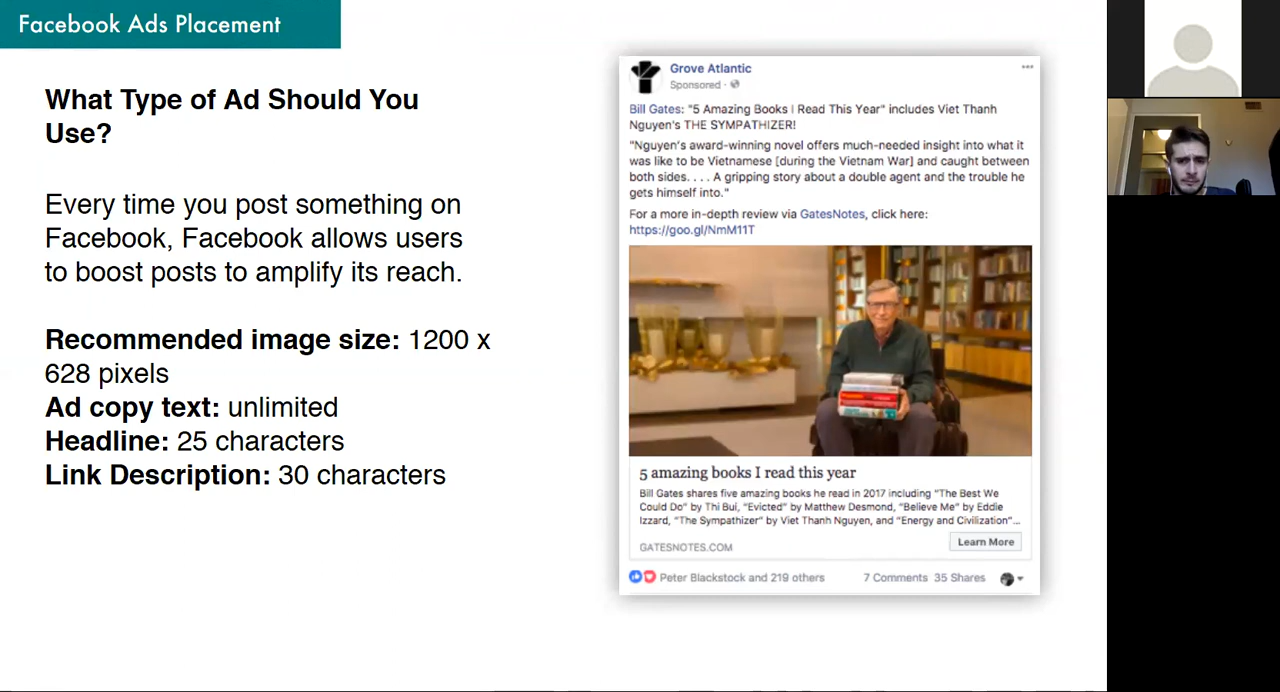 Facebook Ads Placement
What Type of Ad Should You
Use?
Every time you post something on
Facebook, Facebook allows users
to boost posts to amplify its reach.
Recommended image size: 1200 x
628 pixels
Ad copy text: unlimited
Headline: 25 characters
Link Description: 30 characters
Grove Atlantic
Sponsored ·
Bill Gates: "5 Amazing Books I Read This Year" includes Viet Thanh
Nguyen's THE SYMPATHIZER!
"Nguyen's award-winning novel offers much-needed insight into what it
was like to be Vietnamese [during the Vietnam War] and caught between
both sides. . . . A gripping story about a double agent and the trouble he
gets himself into."
For a more in-depth review via GatesNotes, click here:
https://goo.gl/NmM11T
5 amazing books I read this year
Bill Gates shares five amazing books he read in 2017 including "The Best We
Could Do" by Thi Bui, "Evicted" by Matthew Desmond, "Believe Me" by Eddie
Izzard, "The Sympathizer" by Viet Thanh Nguyen, and "Energy and Civilization"...
GATESNOTES.COM
Learn More
Peter Blackstock and 219 others
7 Comments 35 Shares